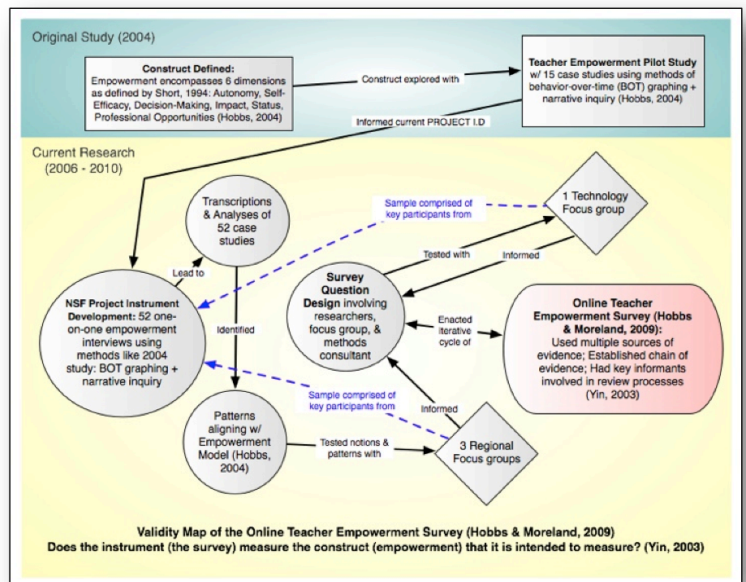 Original Study (2004)
Construct Defined:
Empowerment encompasses 6 dimensions
as defined by Short, 1994: Autonomy, Self-
Efficacy, Decision-Making, Impact, Status,
Professional Opportunities (Hobbs, 2004)
Construct explored with
Teacher Empowerment Pilot Study
w/ 15 case studies using methods of
behavior-over-time (BOT) graphing +
narrative inquiry (Hobbs, 2004)
Informed current PROJECT I.D
Current Research
(2006 - 2010)
Transcriptions
& Analyses of
52 case
studies
Sample comprised of
key participants from
1 Technology
Focus group
Lead to
Tested with
Informed
NSF Project Instrument
Development: 52 one-
on-one empowerment
interviews using
methods like 2004
study: BOT graphing +
narrative inquiry
Identified
Survey
Question
Design involving
researchers,
focus group, &
methods
consultant
Enacted
iterative
cycle of
Online Teacher
Empowerment Survey (Hobbs
& Moreland, 2009):
Used multiple sources of
evidence; Established chain of
evidence; Had key informants
involved in review processes
(Yin, 2003)
Sample comprised of
key participants from
Informed
Patterns
aligning w/
Empowerment
Model (Hobbs,
2004)
Tested notions &
patterns with
3 Regional
Focus groups
Validity Map of the Online Teacher Empowerment Survey (Hobbs & Moreland, 2009)
Does the instrument (the survey) measure the construct (empowerment) that it is intended to measure? (Yin, 2003)